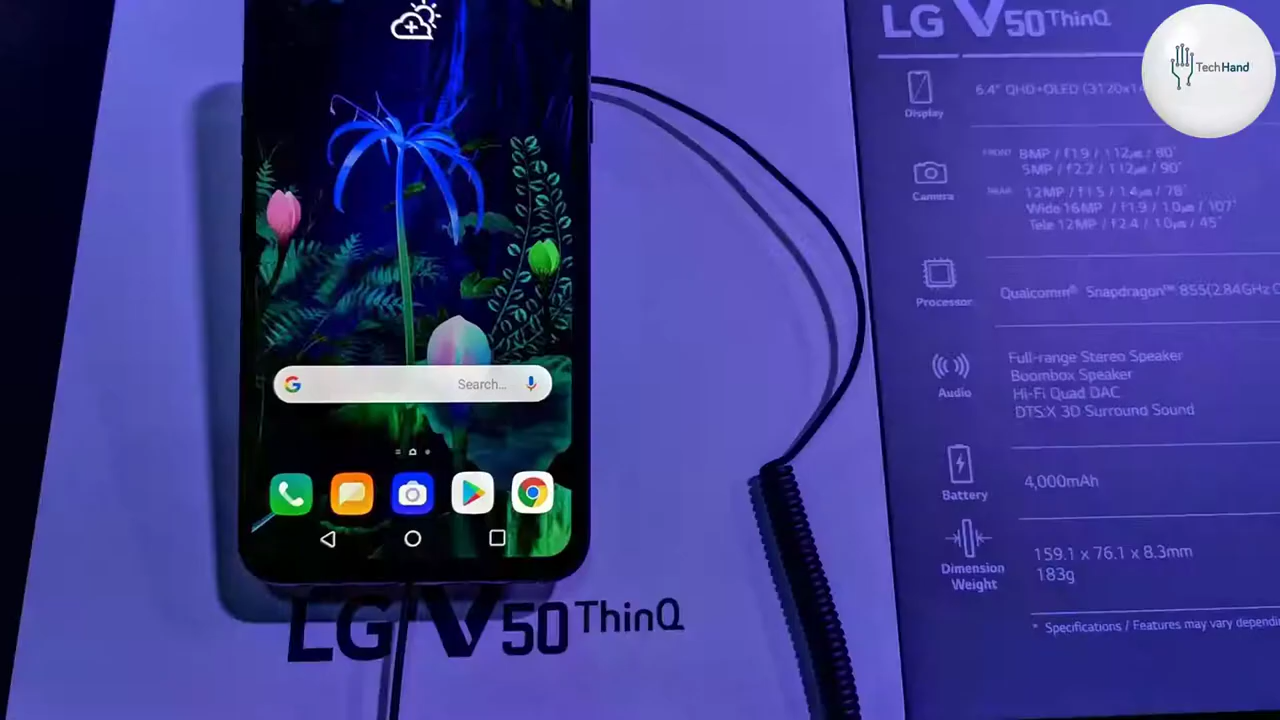 LG V50 ThinQ
TechHand
Display
6.4" QHD+OLED (3120x14
Camera
FRONT 8MP / f1.9 / 1.12μm / 80°
5MP / f2.2 / 1.12μm / 90°
REAR 12MP / f1.5 / 1.4μm / 78°
Wide 16MP / f1.9 / 1.0μm / 107°
Tele 12MP / f2.4 / 1.0μm / 45°
Processor
Qualcomm® Snapdragon™ 855(2.84GHz
Audio
Full-range Stereo Speaker
Boombox Speaker
Hi-Fi Quad DAC
DTS:X 3D Surround Sound
Battery
4,000mAh
Dimension
Weight
159.1 x 76.1 x 8.3mm
183g
* Specifications / Features may vary
G Search...
LG V50 ThinQ